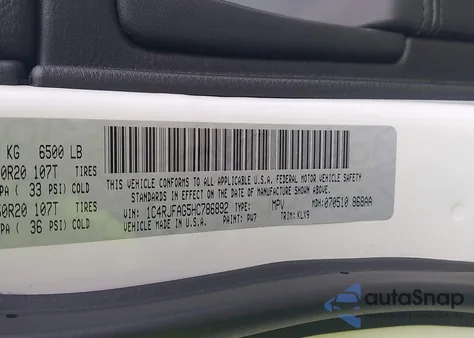 KG 6500 LB
0R20 107T TIRES
PA ( 33 PSI) COLD
50R20 107T TIRES
PA ( 36 PSI) COLD
THIS VEHICLE CONFORMS TO ALL APPLICABLE U.S.A. FEDERAL MOTOR VEHICLE
SAFETY STANDARDS IN EFFECT ON THE DATE OF MANUFACTURE SHOWN ABOVE.
VEHICLE MADE IN U.S.A.
VIN: 1C4RJFAG5HC786892 TYPE: MPV MDH: 070510 868AA
PAINT: PW7 TRIM: KLX9
autoSnap